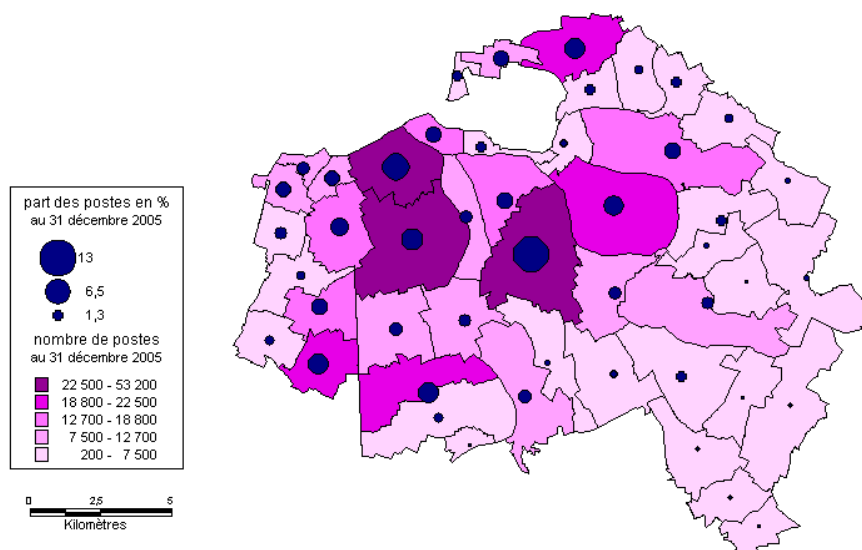 part des postes en %
au 31 décembre 2005
13
6,5
1,3
nombre de postes
au 31 décembre 2005
22 500 - 53 200
18 800 - 22 500
12 700 - 18 800
7 500 - 12 700
200 - 7 500
0 2,5 5
Kilomètres